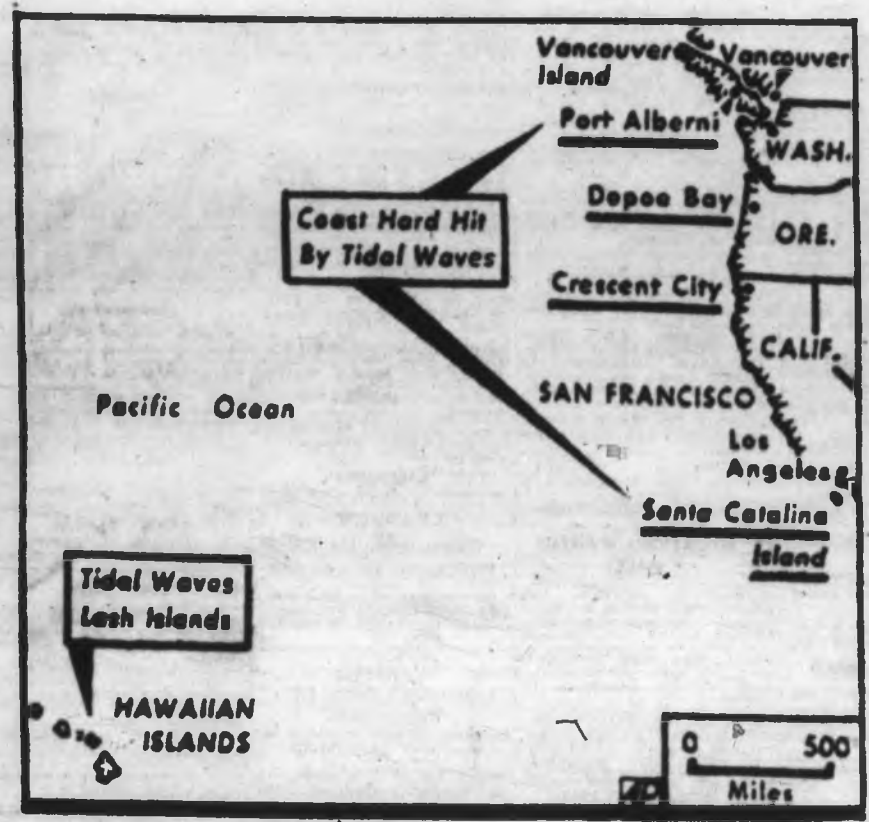 Vancouver
Island
Vancouver
Port Alberni
WASH.
Depoe Bay
ORE.
Coast Hard Hit
By Tidal Waves
Crescent City
CALIF.
SAN FRANCISCO
Pacific Ocean
Los
Angeles
Santa Catalina
Island
Tidal Waves
Lash Islands
HAWAIIAN
ISLANDS
0 500
Miles